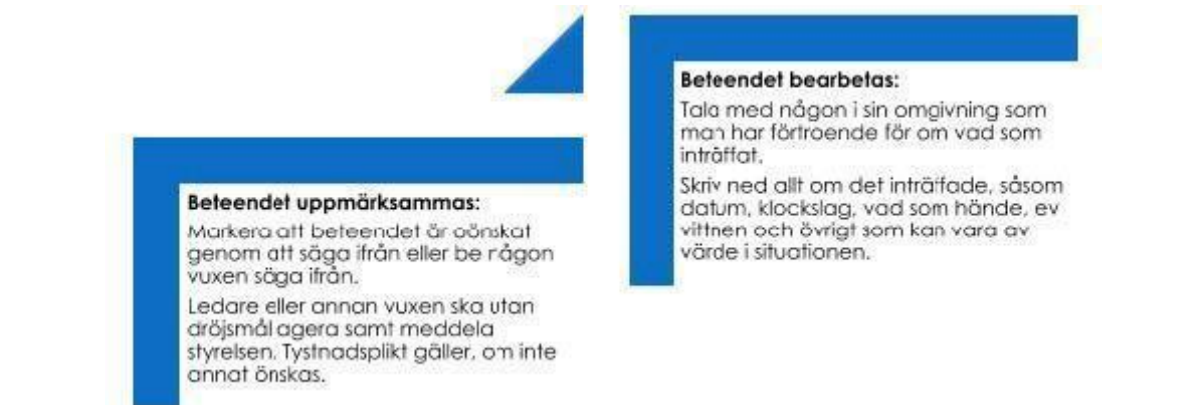 Beteendet uppmärksammas:
Markera att beteendet är oönskat
genom att säga ifrån eller be någon
vuxen säga ifrån.
Ledare eller annan vuxen ska utan
dröjsmål agera samt meddela
styrelsen. Tystnadsplikt gäller, om inte
annat önskas.
Beteendet bearbetas:
Tala med någon i sin omgivning som
man har förtroende för om vad som
inträffat.
Skriv ned allt om det inträffade, såsom
datum, klockslag, vad som hände, ev
vittnen och övrigt som kan vara av
värde i situationen.